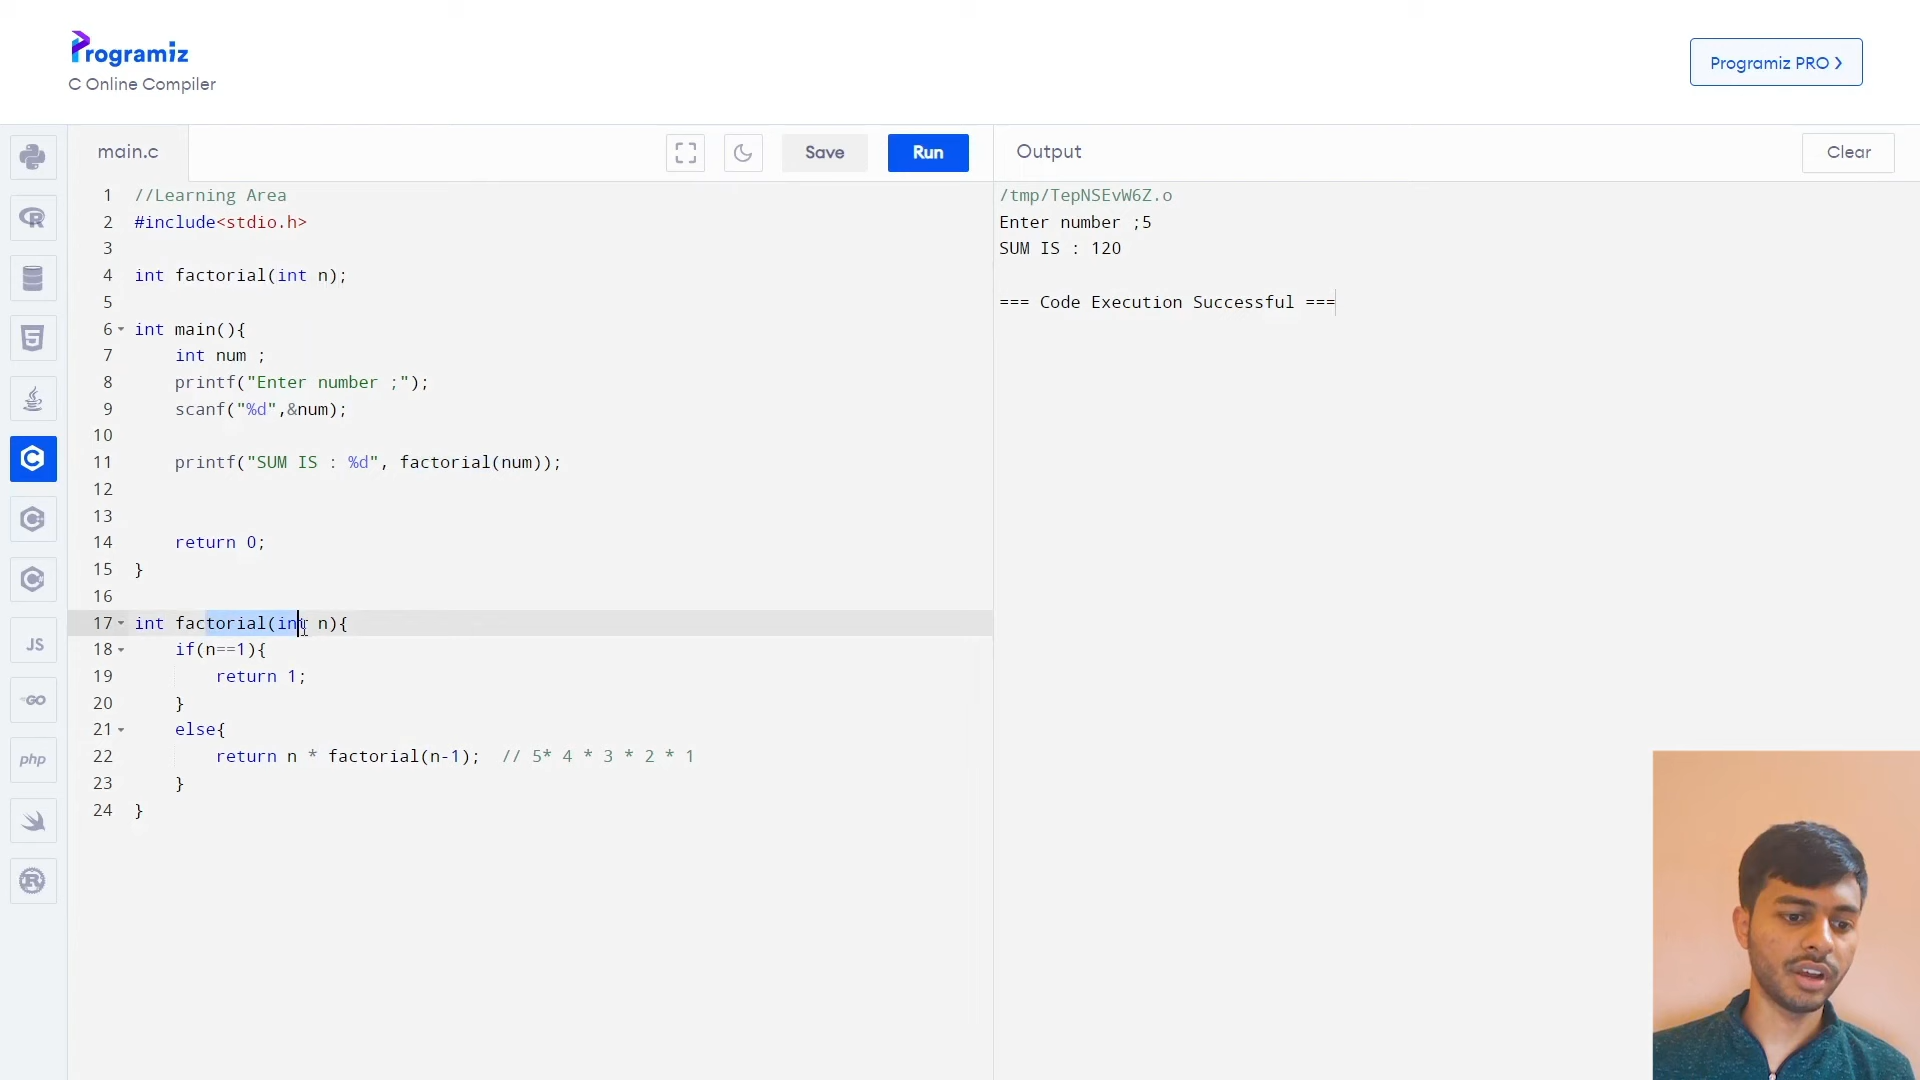 Programiz
C Online Compiler
Programiz PRO ❯
main.c
Save
Run
Output
Clear
1 //Learning Area
2 #include<stdio.h>
3
4 int factorial(int n);
5
6 int main(){
7 int num ;
8 printf("Enter number ;");
9 scanf("%d",&num);
10
11 printf("SUM IS : %d", factorial(num));
12
13
14 return 0;
15 }
16
17 int factorial(int n){
18 if(n==1){
19 return 1;
20 }
21 else{
22 return n * factorial(n-1);  // 5* 4 * 3 * 2 * 1
23 }
24 }
/tmp/TepNSEvW6Z.o
Enter number ;5
SUM IS : 120
=== Code Execution Successful ===
R
5
C
C
C
JS
GO
php
R